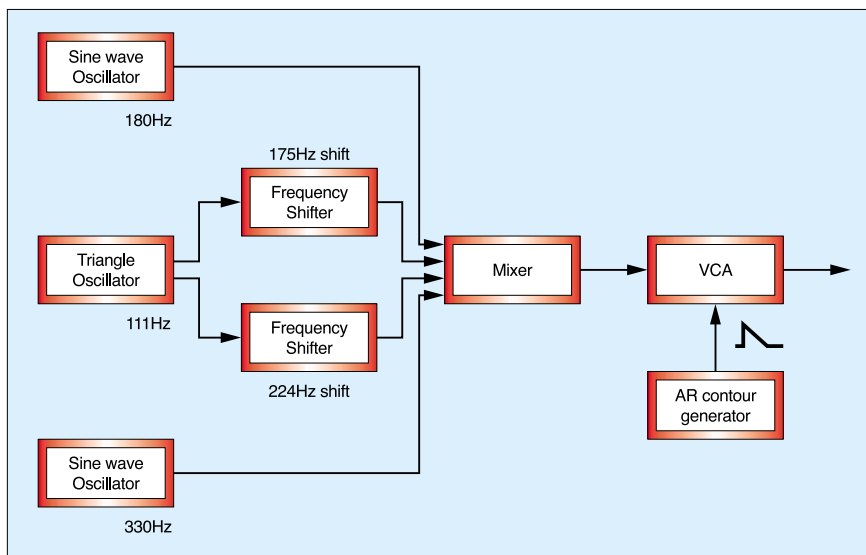 Sine wave
Oscillator
180Hz
175Hz shift
Frequency
Shifter
Triangle
Oscillator
111Hz
Mixer
VCA
Frequency
Shifter
224Hz shift
AR contour
generator
Sine wave
Oscillator
330Hz